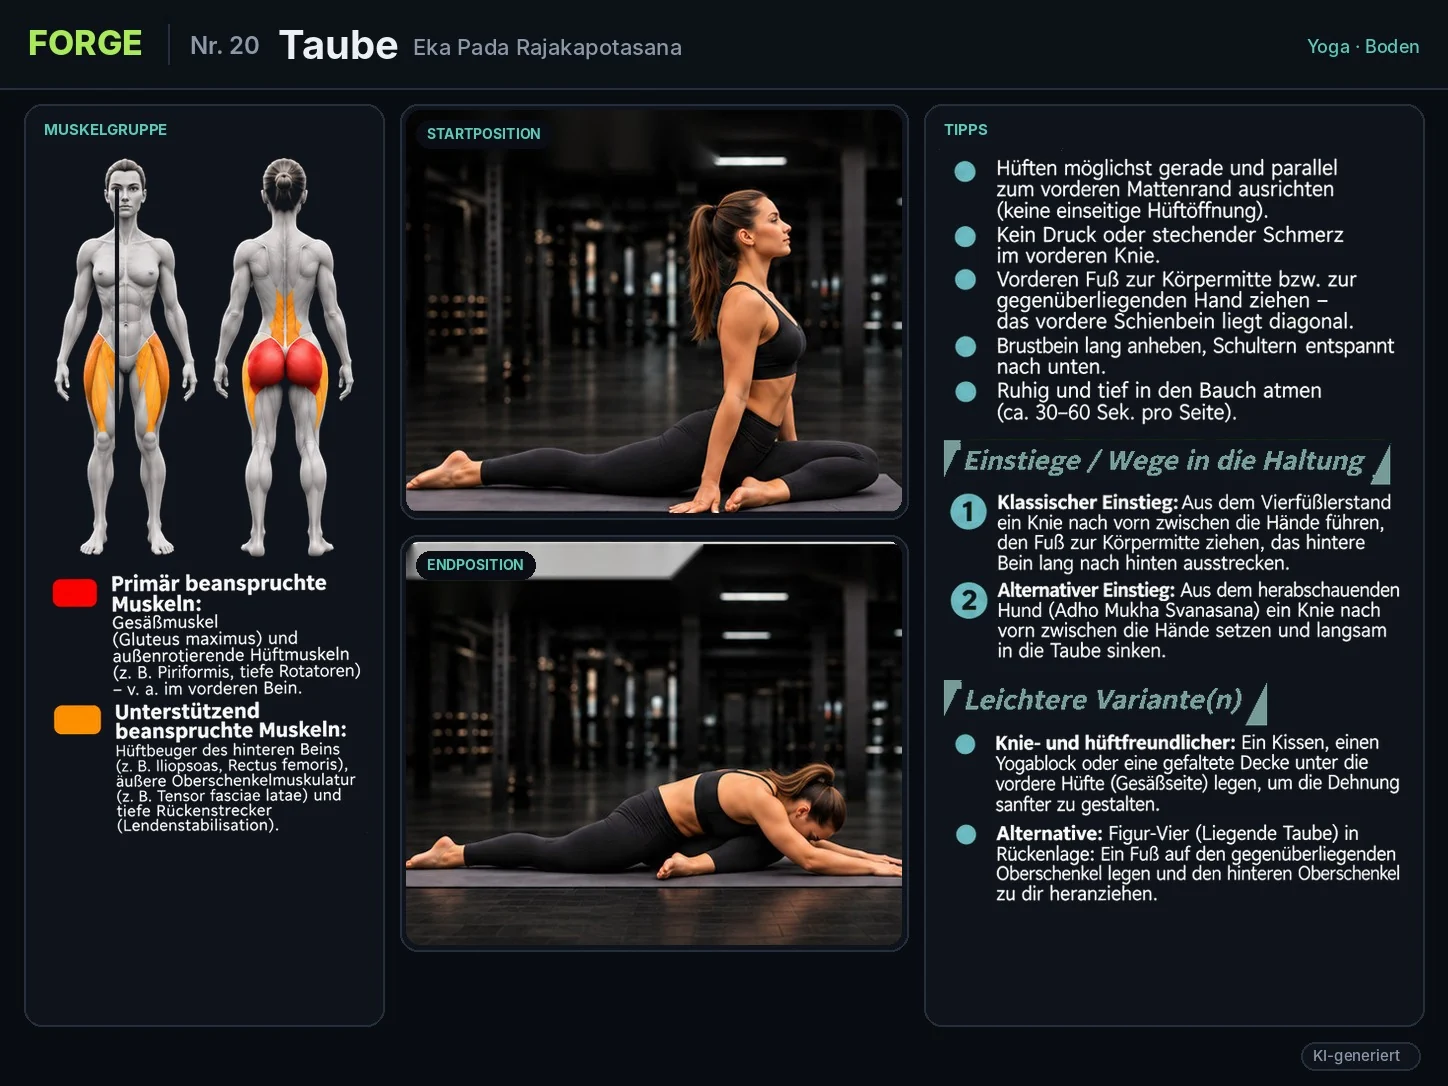 FORGE
Nr. 20
Taube
Eka Pada Rajakapotasana
Yoga · Boden
MUSKELGRUPPE
Primär beanspruchte
Muskeln:
Gesäßmuskel
(Gluteus maximus) und
außenrotierende Hüftmuskeln
(z. B. Piriformis, tiefe Rotatoren)
– v. a. im vorderen Bein.
Unterstützend
beanspruchte Muskeln:
Hüftbeuger des hinteren Beins
(z. B. Iliopsoas, Rectus femoris),
äußere Oberschenkelmuskulatur
(z. B. Tensor fasciae latae) und
tiefe Rückenstrecker
(Lendenstabilisation).
STARTPOSITION
ENDPOSITION
TIPPS
Hüften möglichst gerade und parallel
zum vorderen Mattenrand ausrichten
(keine einseitige Hüftöffnung).
Kein Druck oder stechender Schmerz
im vorderen Knie.
Vorderen Fuß zur Körpermitte bzw. zur
gegenüberliegenden Hand ziehen –
das vordere Schienbein liegt diagonal.
Brustbein lang anheben, Schultern entspannt
nach unten.
Ruhig und tief in den Bauch atmen
(ca. 30–60 Sek. pro Seite).
Einstiege / Wege in die Haltung
1 Klassischer Einstieg: Aus dem Vierfüßlerstand
ein Knie nach vorn zwischen die Hände führen,
den Fuß zur Körpermitte ziehen, das hintere
Bein lang nach hinten ausstrecken.
2 Alternativer Einstieg: Aus dem herabschauenden
Hund (Adho Mukha Svanasana) ein Knie nach
vorn zwischen die Hände setzen und langsam
in die Taube sinken.
Leichtere Variante(n)
Knie- und hüftfreundlicher: Ein Kissen, einen
Yogablock oder eine gefaltete Decke unter die
vordere Hüfte (Gesäßseite) legen, um die Dehnung
sanfter zu gestalten.
Alternative: Figur-Vier (Liegende Taube) in
Rückenlage: Ein Fuß auf den gegenüberliegenden
Oberschenkel legen und den hinteren Oberschenkel
zu dir heranziehen.
KI-generiert